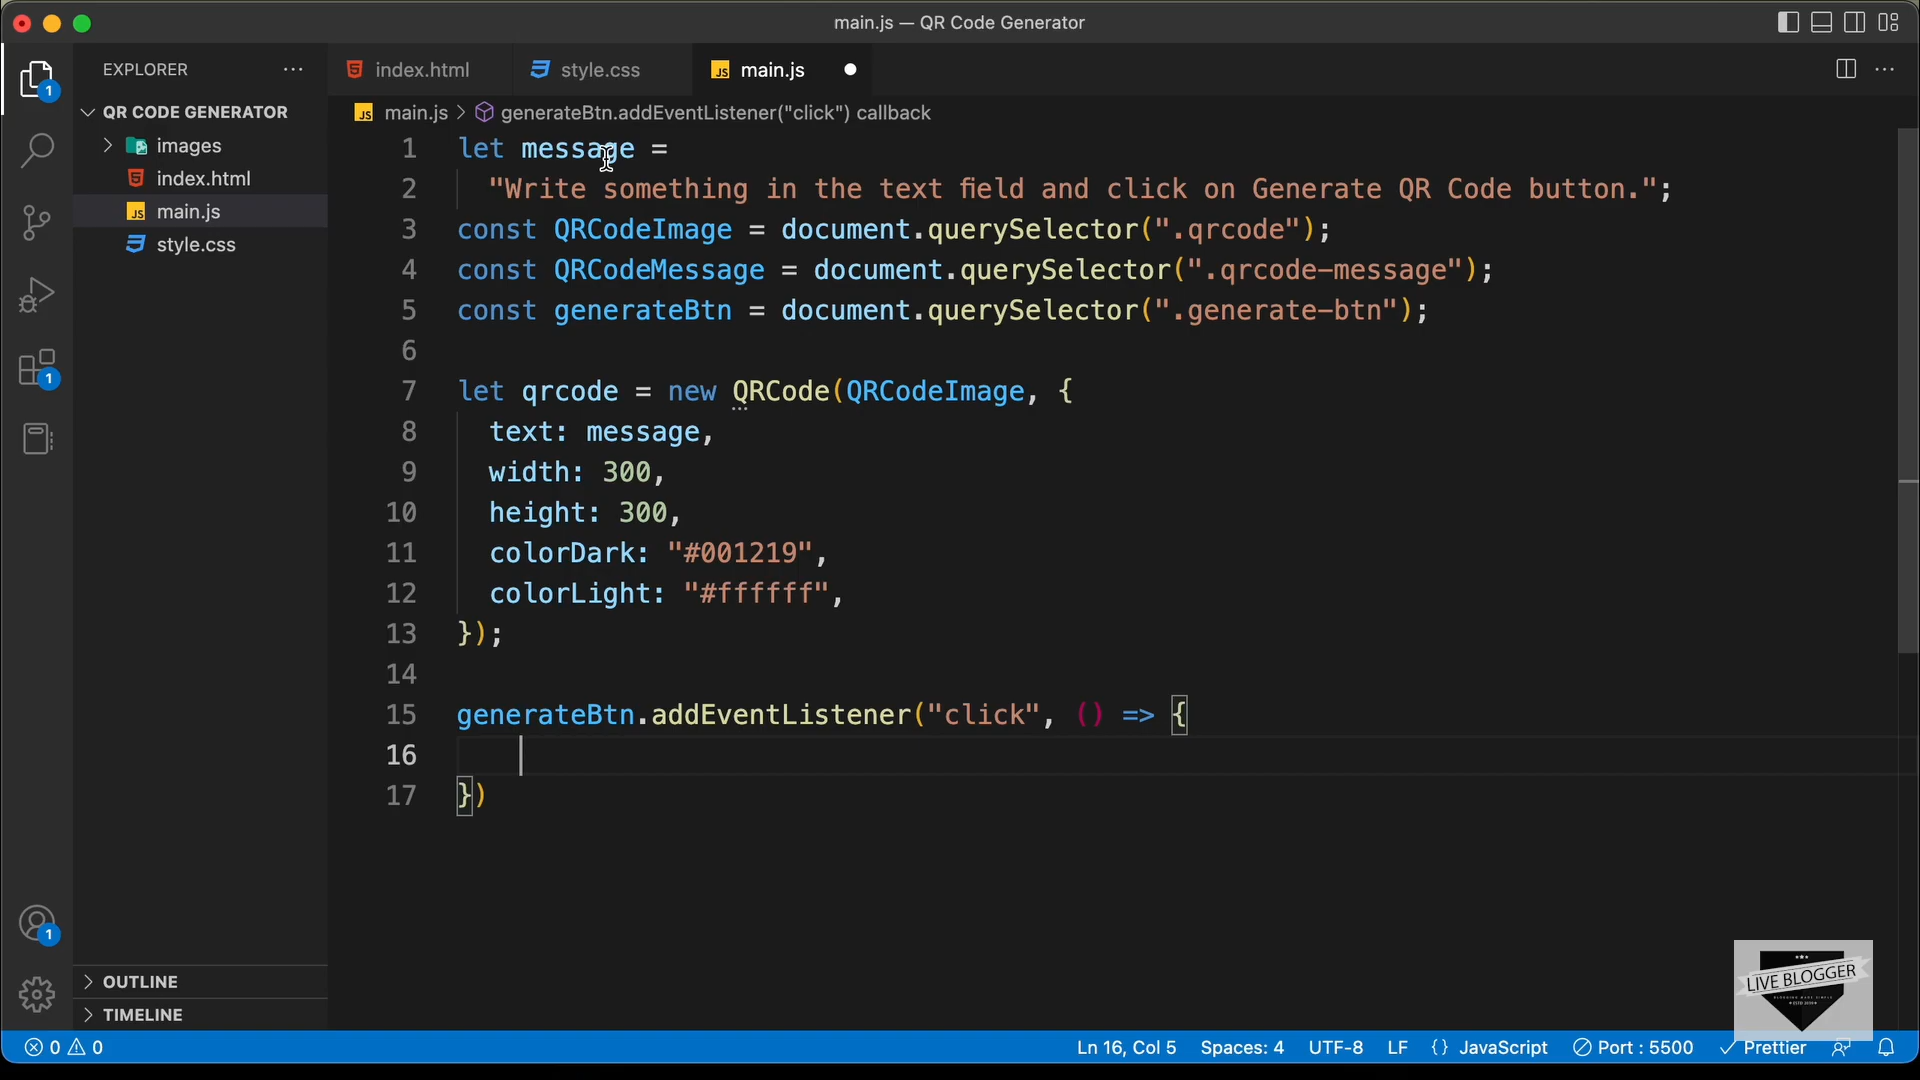 main.js — QR Code Generator
EXPLORER
index.html
style.css
main.js
QR CODE GENERATOR
images
index.html
main.js
style.css
main.js > generateBtn.addEventListener("click") callback
1 let message =
2 "Write something in the text field and click on Generate QR Code button.";
3 const QRCodeImage = document.querySelector(".qrcode");
4 const QRCodeMessage = document.querySelector(".qrcode-message");
5 const generateBtn = document.querySelector(".generate-btn");
6
7 let qrcode = new QRCode(QRCodeImage, {
8 text: message,
9 width: 300,
10 height: 300,
11 colorDark: "#001219",
12 colorLight: "#ffffff",
13 });
14
15 generateBtn.addEventListener("click", () => {
16
17 })
1
1
1
OUTLINE
TIMELINE
LIVE BLOGGER
0 0
Ln 16, Col 5 Spaces: 4 UTF-8 LF {} JavaScript Port : 5500 Prettier